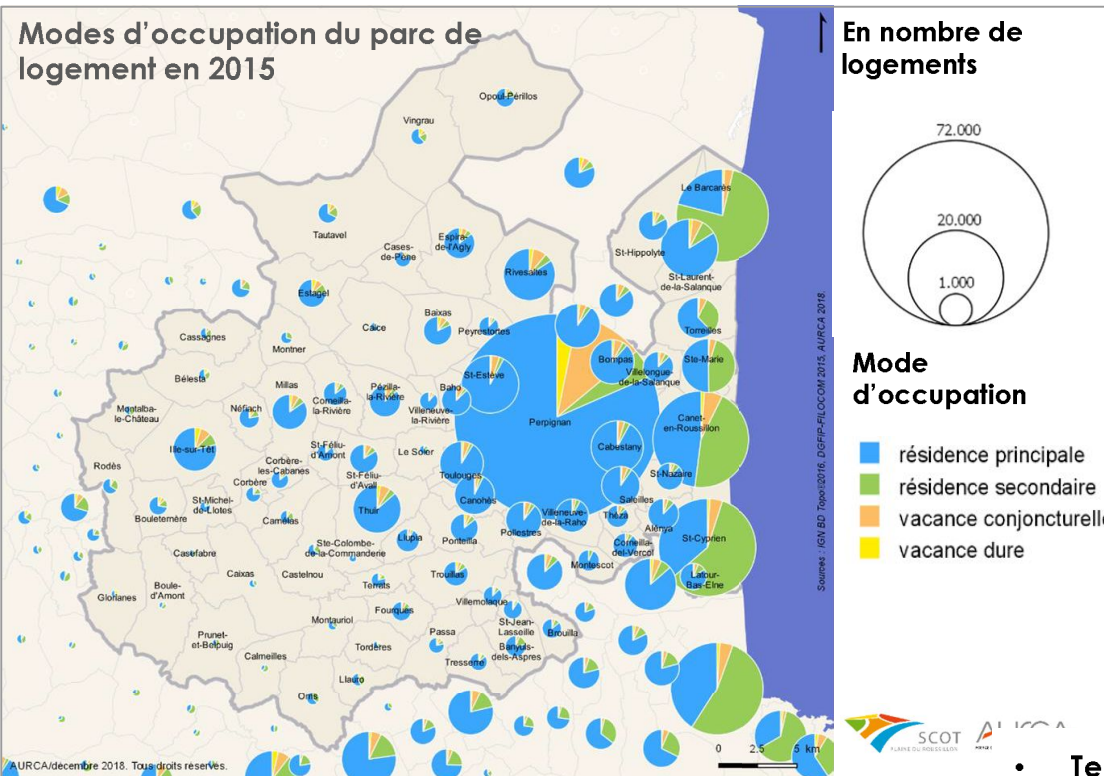 Modes d'occupation du parc de
logement en 2015
En nombre de
logements
72.000
20.000
1.000
Mode
d'occupation
résidence principale
résidence secondaire
vacance conjoncturelle
vacance dure
Opoul-Périllos
Vingrau
Le Barcarès
Tautavel
Espira-
de-l'Agly
Cases-
de-Pène
St-Hippolyte
Rivesaltes
St-Laurent-
de-la-Salanque
Estagel
Baixas
Calce
Peyrestortes
Torreilles
Cassagnes
Montner
Bompas
Ste-Marie
Villelongue-
de-la-Salanque
St-Estève
Bélesta
Millas
Corneilla-
la-Rivière
Pézilla-
la-Rivière
Baho
Villeneuve-
la-Rivière
Montalba-
le-Château
Néfiach
Perpignan
Canet-
en-Roussillon
Ille-sur-Têt
St-Féliu-
d'Amont
Le Soler
Cabestany
Corbère-
les-Cabanes
Rodès
Corbère
St-Féliu-
d'Avall
Toulouges
St-Nazaire
St-Michel-
de-Llotes
Canohès
Saleilles
Bouleternère
Camélas
Thuir
Villeneuve-
de-la-Raho
Théza
Pollestres
Alénya
St-Cyprien
Llupia
Ponteilla
Corneilla-
del-Vercol
Casefabre
Ste-Colombe-
de-la-Commanderie
Montescot
Caixas
Castelnou
Terrats
Trouillas
Latour-
Bas-Elne
Glorianes
Boule-
d'Amont
Fourques
Villemolaque
Montauriol
St-Jean-
Lasseille
Brouilla
Prunet-
et-Belpuig
Passa
Tordères
Banyuls-
dels-Aspres
Calmeilles
Tresserre
Llauro
Oms
Sources : IGN BD Topo®2016, DGFIP-FILOCOM 2015, AURCA 2018.
AURCA/décembre 2018. Tous droits réservés.
0 2.5 5 km
SCOT
PLAINE DU ROUSSILLON
• Te